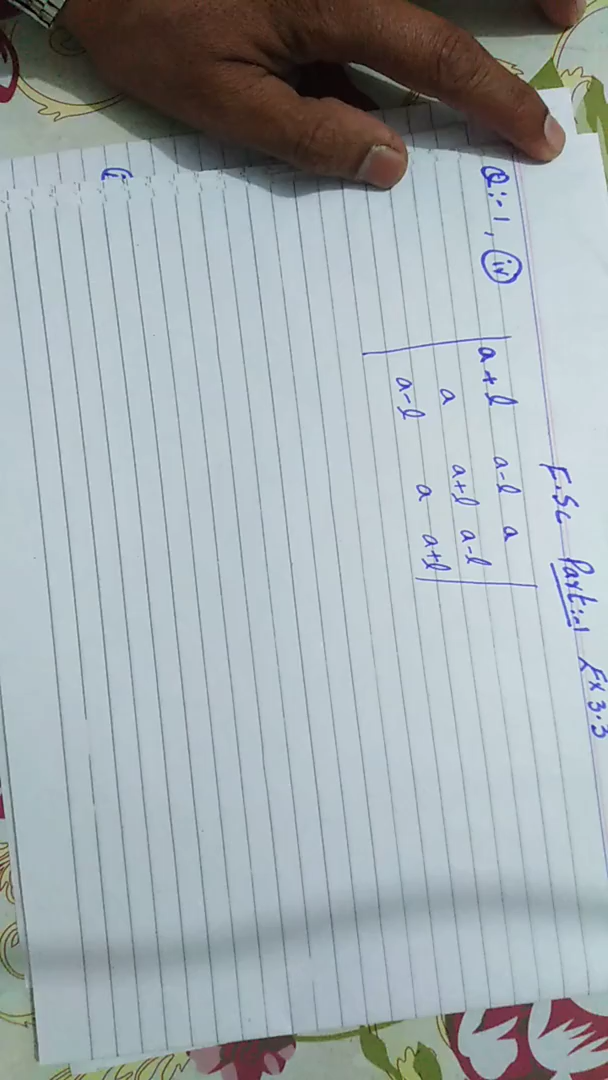 F.Sc Part:-1 Ex 3.3
Q:- 1, (iv)
| a+l a-l a |
| a a+l a-l |
| a-l a a+l |